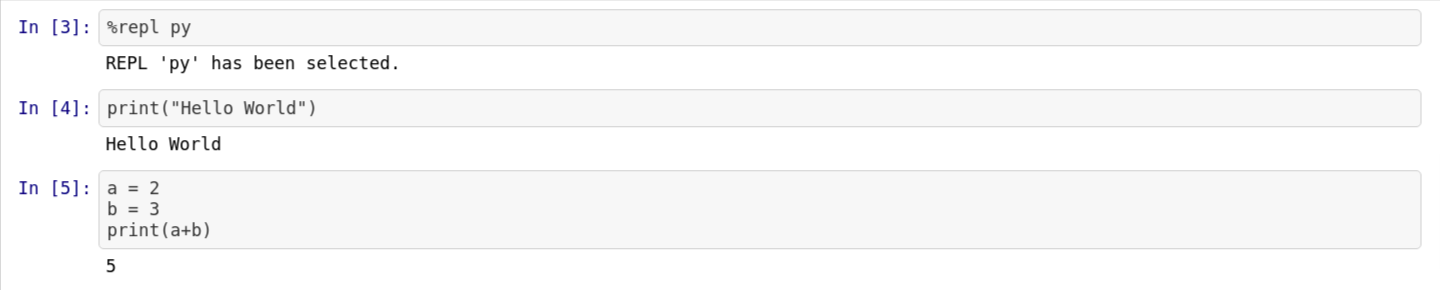 In [3]: %repl py
REPL 'py' has been selected.
In [4]: print("Hello World")
Hello World
In [5]: a = 2
b = 3
print(a+b)
5